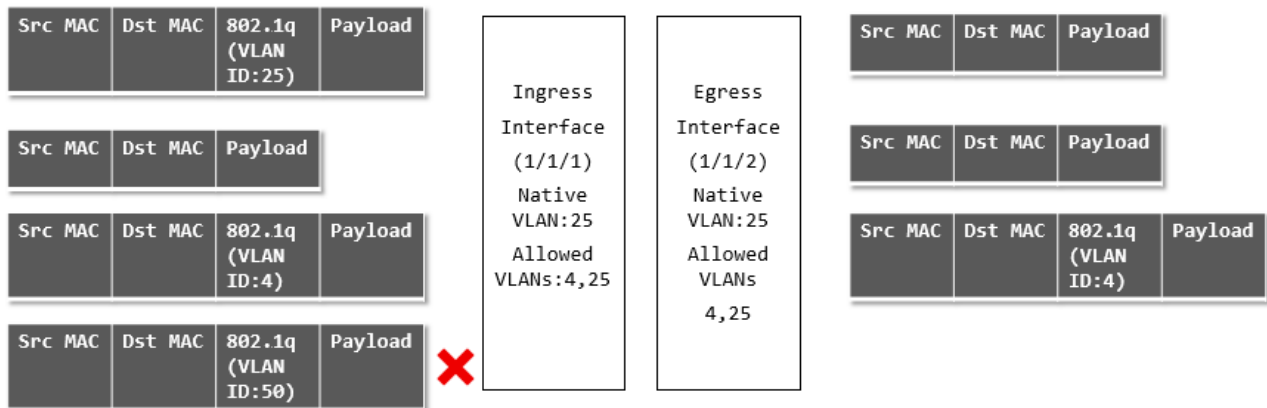 Src MAC Dst MAC 802.1q Payload
(VLAN
ID:25)
Src MAC Dst MAC Payload
Src MAC Dst MAC 802.1q Payload
(VLAN
ID:4)
Src MAC Dst MAC 802.1q Payload
(VLAN
ID:50)
Ingress
Interface
(1/1/1)
Native
VLAN:25
Allowed
VLANs:4,25
Egress
Interface
(1/1/2)
Native
VLAN:25
Allowed
VLANs
4,25
Src MAC Dst MAC Payload
Src MAC Dst MAC Payload
Src MAC Dst MAC 802.1q Payload
(VLAN
ID:4)